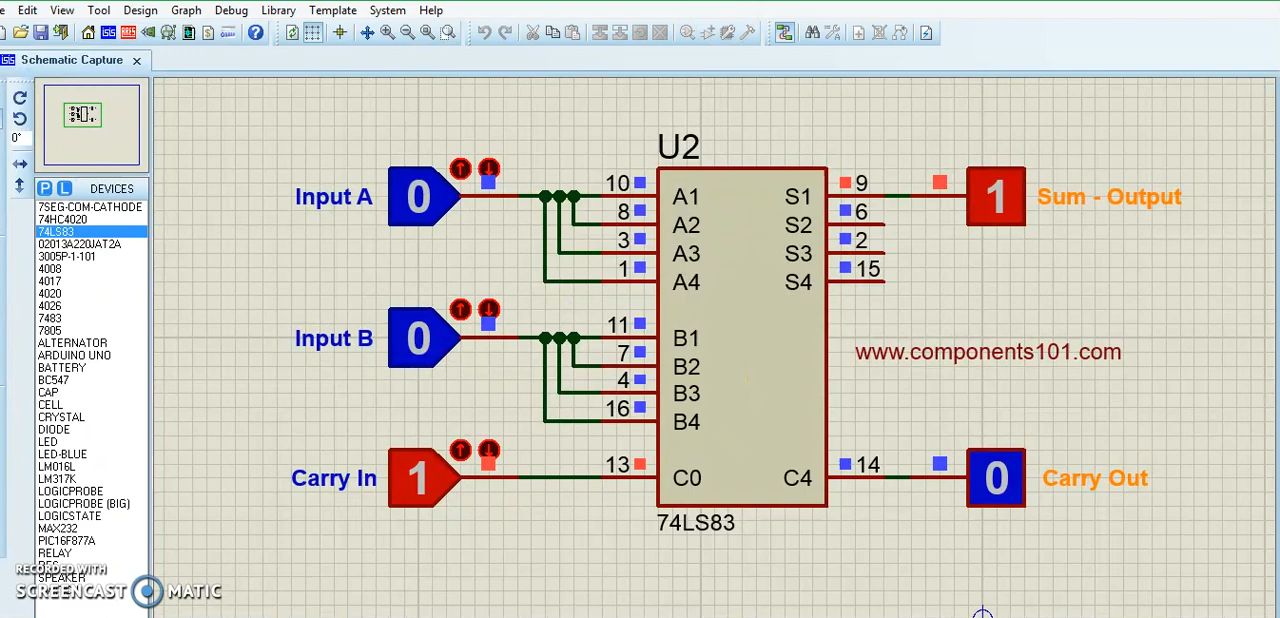 Edit View Tool Design Graph Debug Library Template System Help
Schematic Capture
0°
P L DEVICES
7SEG-COM-CATHODE
74HC4020
74LS83
02013A220JAT2A
3005P-1-101
4008
4017
4020
4026
7483
7805
ALTERNATOR
ARDUINO UNO
BATTERY
BC547
CAP
CELL
CRYSTAL
DIODE
LED
LED-BLUE
LM016L
LM317K
LOGICPROBE
LOGICPROBE (BIG)
LOGICSTATE
MAX232
PIC16F877A
RELAY
SPEAKER
RECORDED WITH
SCREENCAST MATIC
U2
Input A 0 10 A1 S1 9 1 Sum - Output
8 A2 S2 6
3 A3 S3 2
1 A4 S4 15
Input B 0 11 B1
7 B2 www.components101.com
4 B3
16 B4
Carry In 1 13 C0 C4 14 0 Carry Out
74LS83